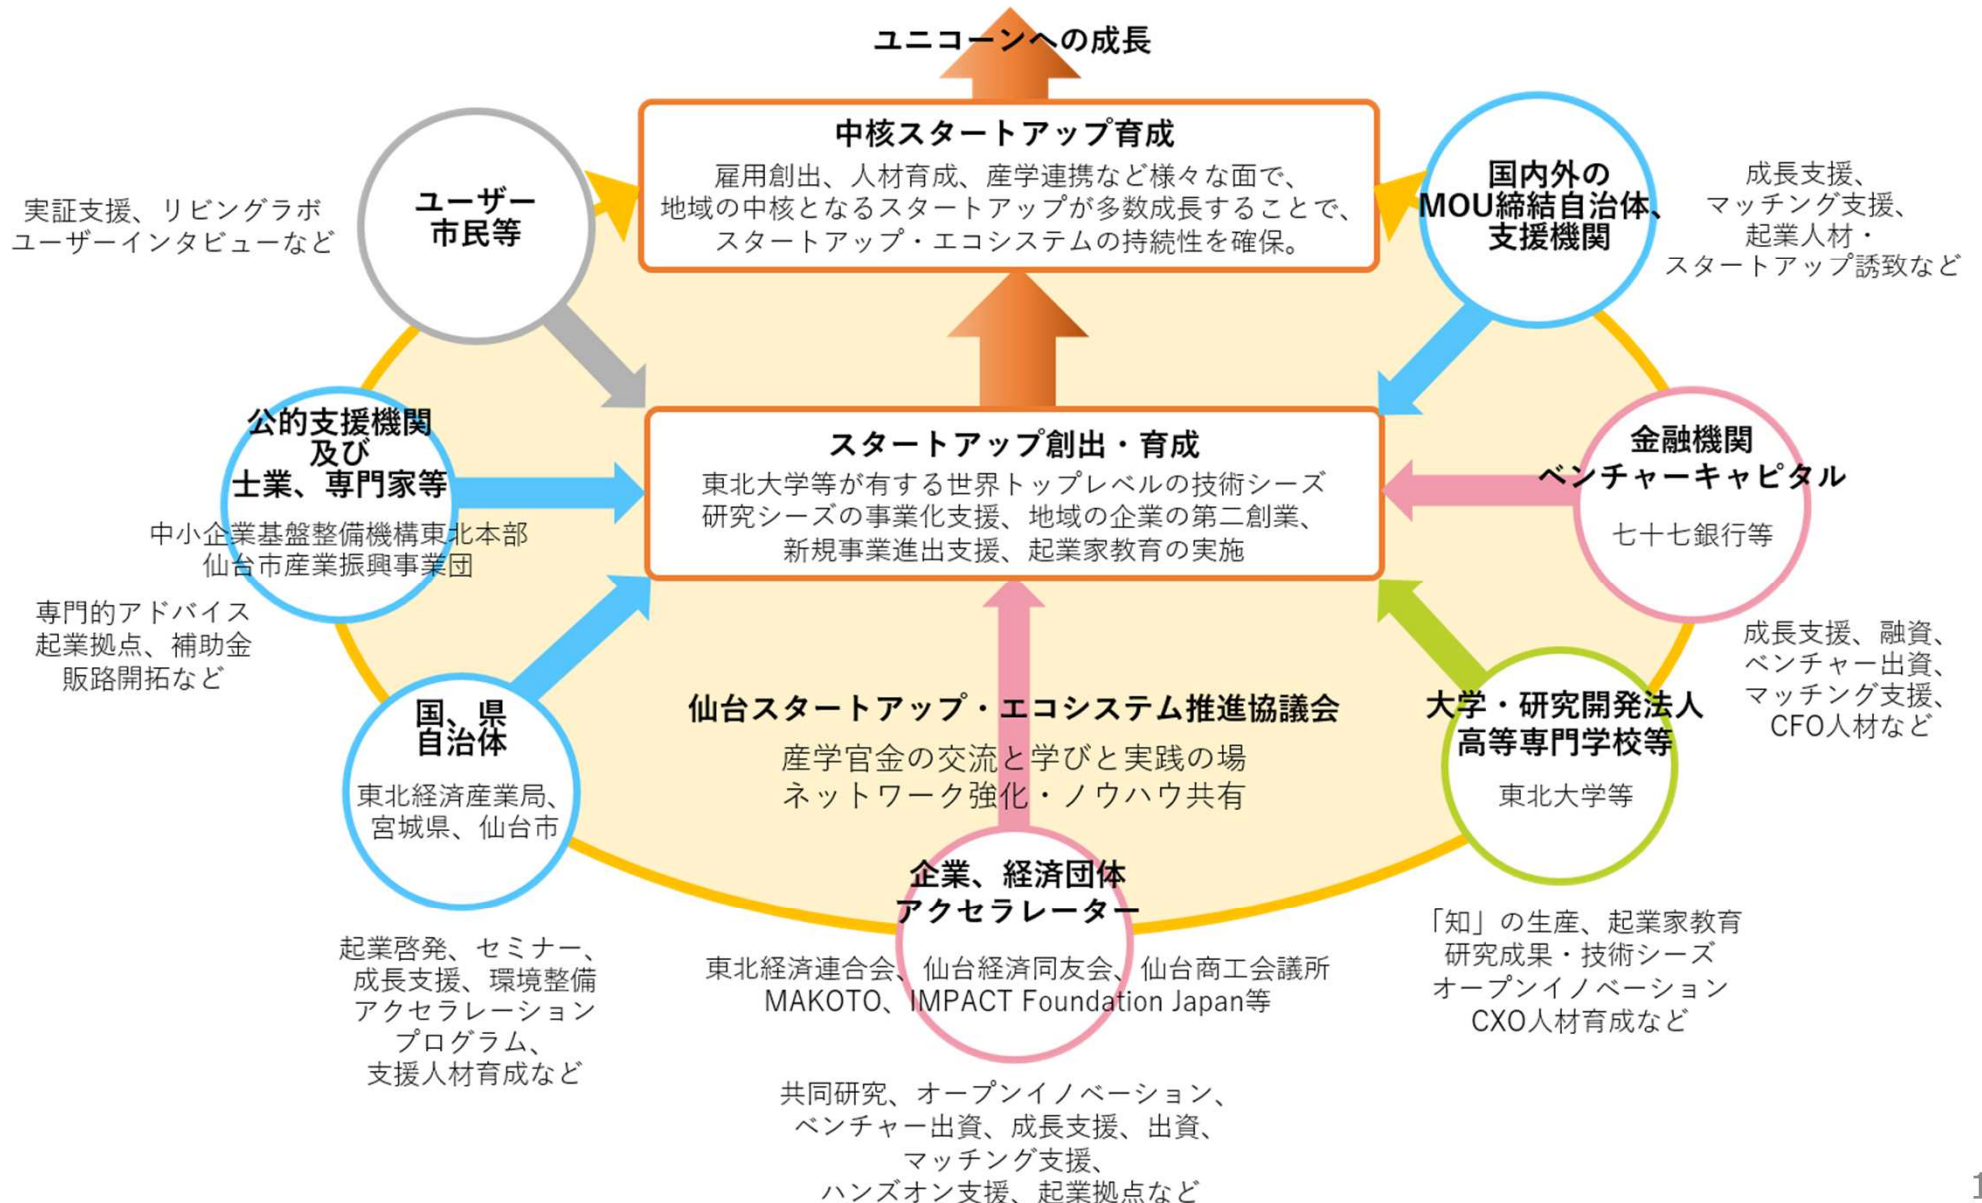 ユニコーンへの成長
中核スタートアップ育成
雇用創出、人材育成、産学連携など様々な面で、
地域の中核となるスタートアップが多数成長することで、
スタートアップ・エコシステムの持続性を確保。
ユーザー
市民等
実証支援、リビングラボ
ユーザーインタビューなど
国内外の
MOU締結自治体、
支援機関
成長支援、
マッチング支援、
起業人材・
スタートアップ誘致など
公的支援機関
及び
士業、専門家等
中小企業基盤整備機構東北本部
仙台市産業振興事業団
専門的アドバイス
起業拠点、補助金
販路開拓など
スタートアップ創出・育成
東北大学等が有する世界トップレベルの技術シーズ
研究シーズの事業化支援、地域の企業の第二創業、
新規事業進出支援、起業家教育の実施
金融機関
ベンチャーキャピタル
七十七銀行等
成長支援、融資、
ベンチャー出資、
マッチング支援、
CFO人材など
国、県
自治体
東北経済産業局、
宮城県、仙台市
起業啓発、セミナー、
成長支援、環境整備
アクセラレーション
プログラム、
支援人材育成など
仙台スタートアップ・エコシステム推進協議会
産学官金の交流と学びと実践の場
ネットワーク強化・ノウハウ共有
大学・研究開発法人
高等専門学校等
東北大学等
「知」の生産、起業家教育
研究成果・技術シーズ
オープンイノベーション
CXO人材育成など
企業、経済団体
アクセラレーター
東北経済連合会、仙台経済同友会、仙台商工会議所
MAKOTO、IMPACT Foundation Japan等
共同研究、オープンイノベーション、
ベンチャー出資、成長支援、出資、
マッチング支援、
ハンズオン支援、起業拠点など